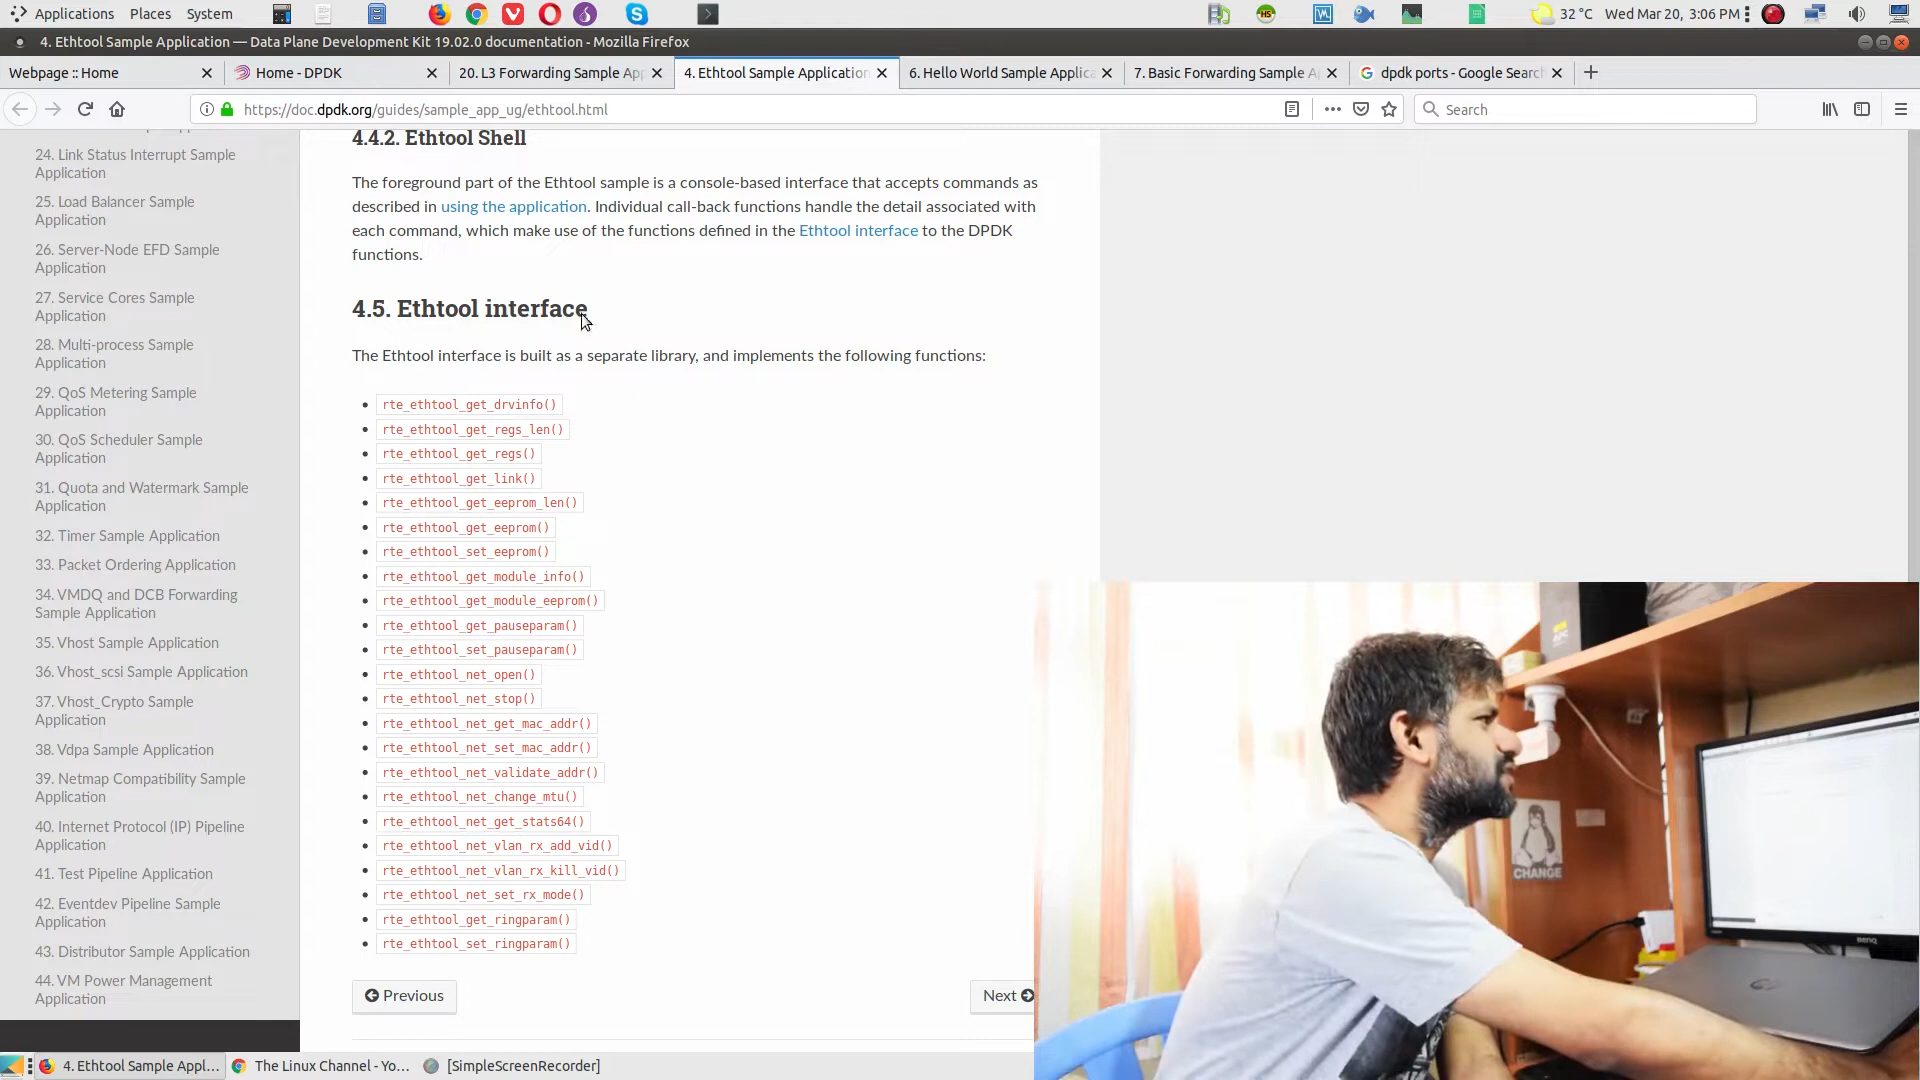 Applications Places System
32 °C Wed Mar 20, 3:06 PM
4. Ethtool Sample Application — Data Plane Development Kit 19.02.0 documentation - Mozilla Firefox
Webpage :: Home
Home - DPDK
20. L3 Forwarding Sample Ap
4. Ethtool Sample Application
6. Hello World Sample Applica
7. Basic Forwarding Sample A
dpdk ports - Google Search
https://doc.dpdk.org/guides/sample_app_ug/ethtool.html
Search
24. Link Status Interrupt Sample
Application
25. Load Balancer Sample
Application
26. Server-Node EFD Sample
Application
27. Service Cores Sample
Application
28. Multi-process Sample
Application
29. QoS Metering Sample
Application
30. QoS Scheduler Sample
Application
31. Quota and Watermark Sample
Application
32. Timer Sample Application
33. Packet Ordering Application
34. VMDQ and DCB Forwarding
Sample Application
35. Vhost Sample Application
36. Vhost_scsi Sample Application
37. Vhost_Crypto Sample
Application
38. Vdpa Sample Application
39. Netmap Compatibility Sample
Application
40. Internet Protocol (IP) Pipeline
Application
41. Test Pipeline Application
42. Eventdev Pipeline Sample
Application
43. Distributor Sample Application
44. VM Power Management
Application
4.4.2. Ethtool Shell
The foreground part of the Ethtool sample is a console-based interface that accepts commands as
described in using the application. Individual call-back functions handle the detail associated with
each command, which make use of the functions defined in the Ethtool interface to the DPDK
functions.
4.5. Ethtool interface
The Ethtool interface is built as a separate library, and implements the following functions:
• rte_ethtool_get_drvinfo()
• rte_ethtool_get_regs_len()
• rte_ethtool_get_regs()
• rte_ethtool_get_link()
• rte_ethtool_get_eeprom_len()
• rte_ethtool_get_eeprom()
• rte_ethtool_set_eeprom()
• rte_ethtool_get_module_info()
• rte_ethtool_get_module_eeprom()
• rte_ethtool_get_pauseparam()
• rte_ethtool_set_pauseparam()
• rte_ethtool_net_open()
• rte_ethtool_net_stop()
• rte_ethtool_net_get_mac_addr()
• rte_ethtool_net_set_mac_addr()
• rte_ethtool_net_validate_addr()
• rte_ethtool_net_change_mtu()
• rte_ethtool_net_get_stats64()
• rte_ethtool_net_vlan_rx_add_vid()
• rte_ethtool_net_vlan_rx_kill_vid()
• rte_ethtool_net_set_rx_mode()
• rte_ethtool_get_ringparam()
• rte_ethtool_set_ringparam()
Previous
Next
CHANGE
BENQ
hp
4. Ethtool Sample Appl...
The Linux Channel - Yo...
[SimpleScreenRecorder]